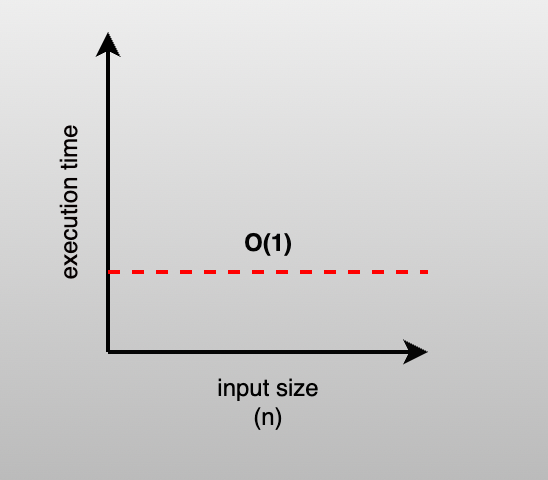 execution time
O(1)
input size
(n)